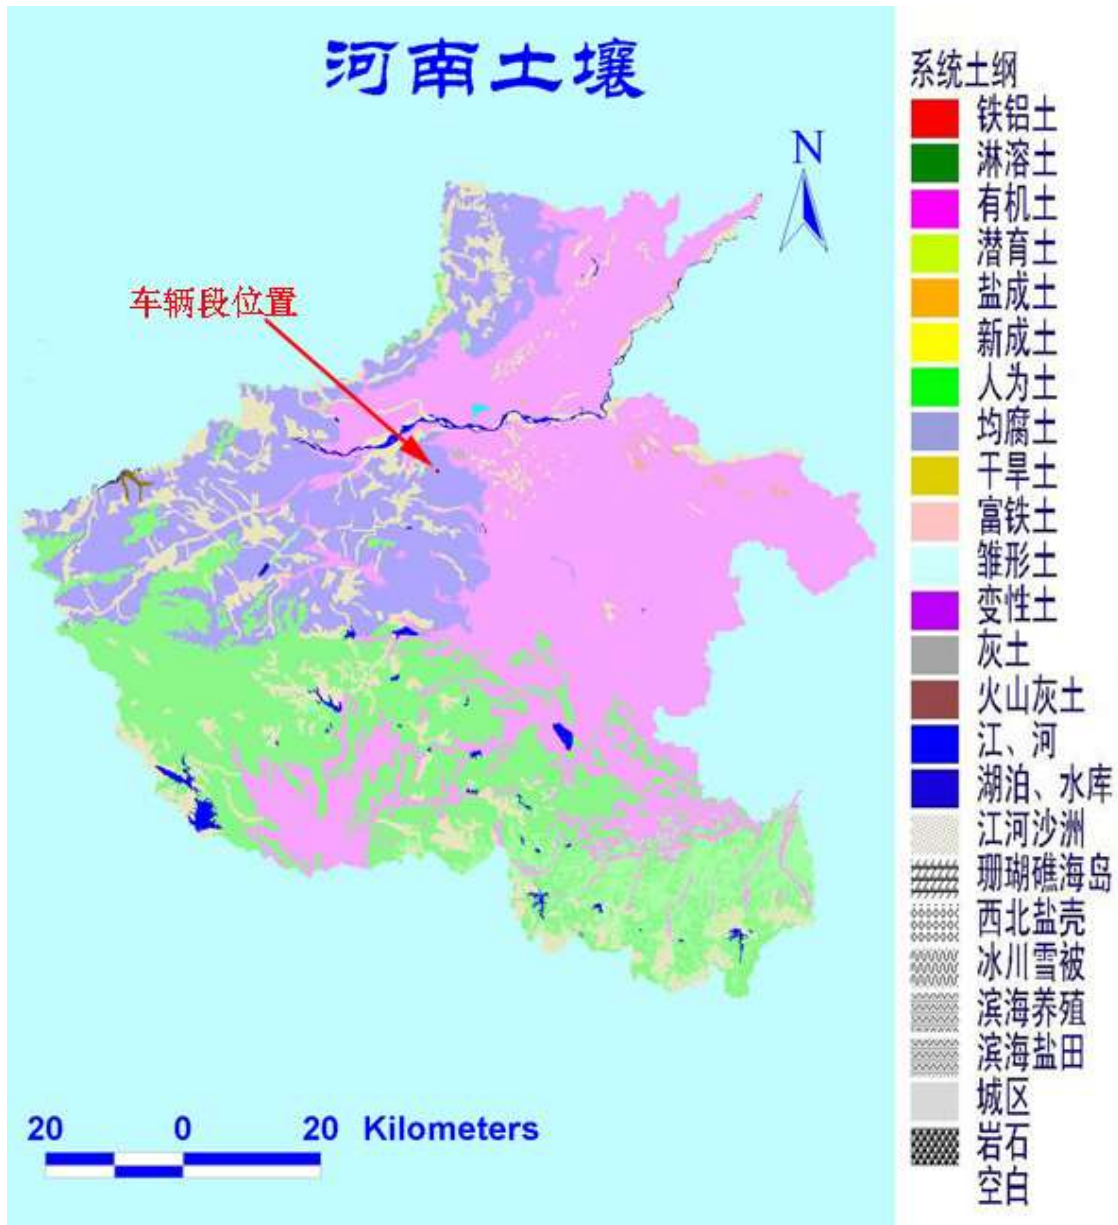 河南土壤
N
车辆段位置
20 0 20 Kilometers
系统土纲
铁铝土
淋溶土
有机土
潜育土
盐成土
新成土
人为土
均腐土
干旱土
富铁土
雏形土
变性土
灰土
火山灰土
江、河
湖泊、水库
江河沙洲
珊瑚礁海岛
西北盐壳
冰川雪被
滨海养殖
滨海盐田
城区
岩石
空白